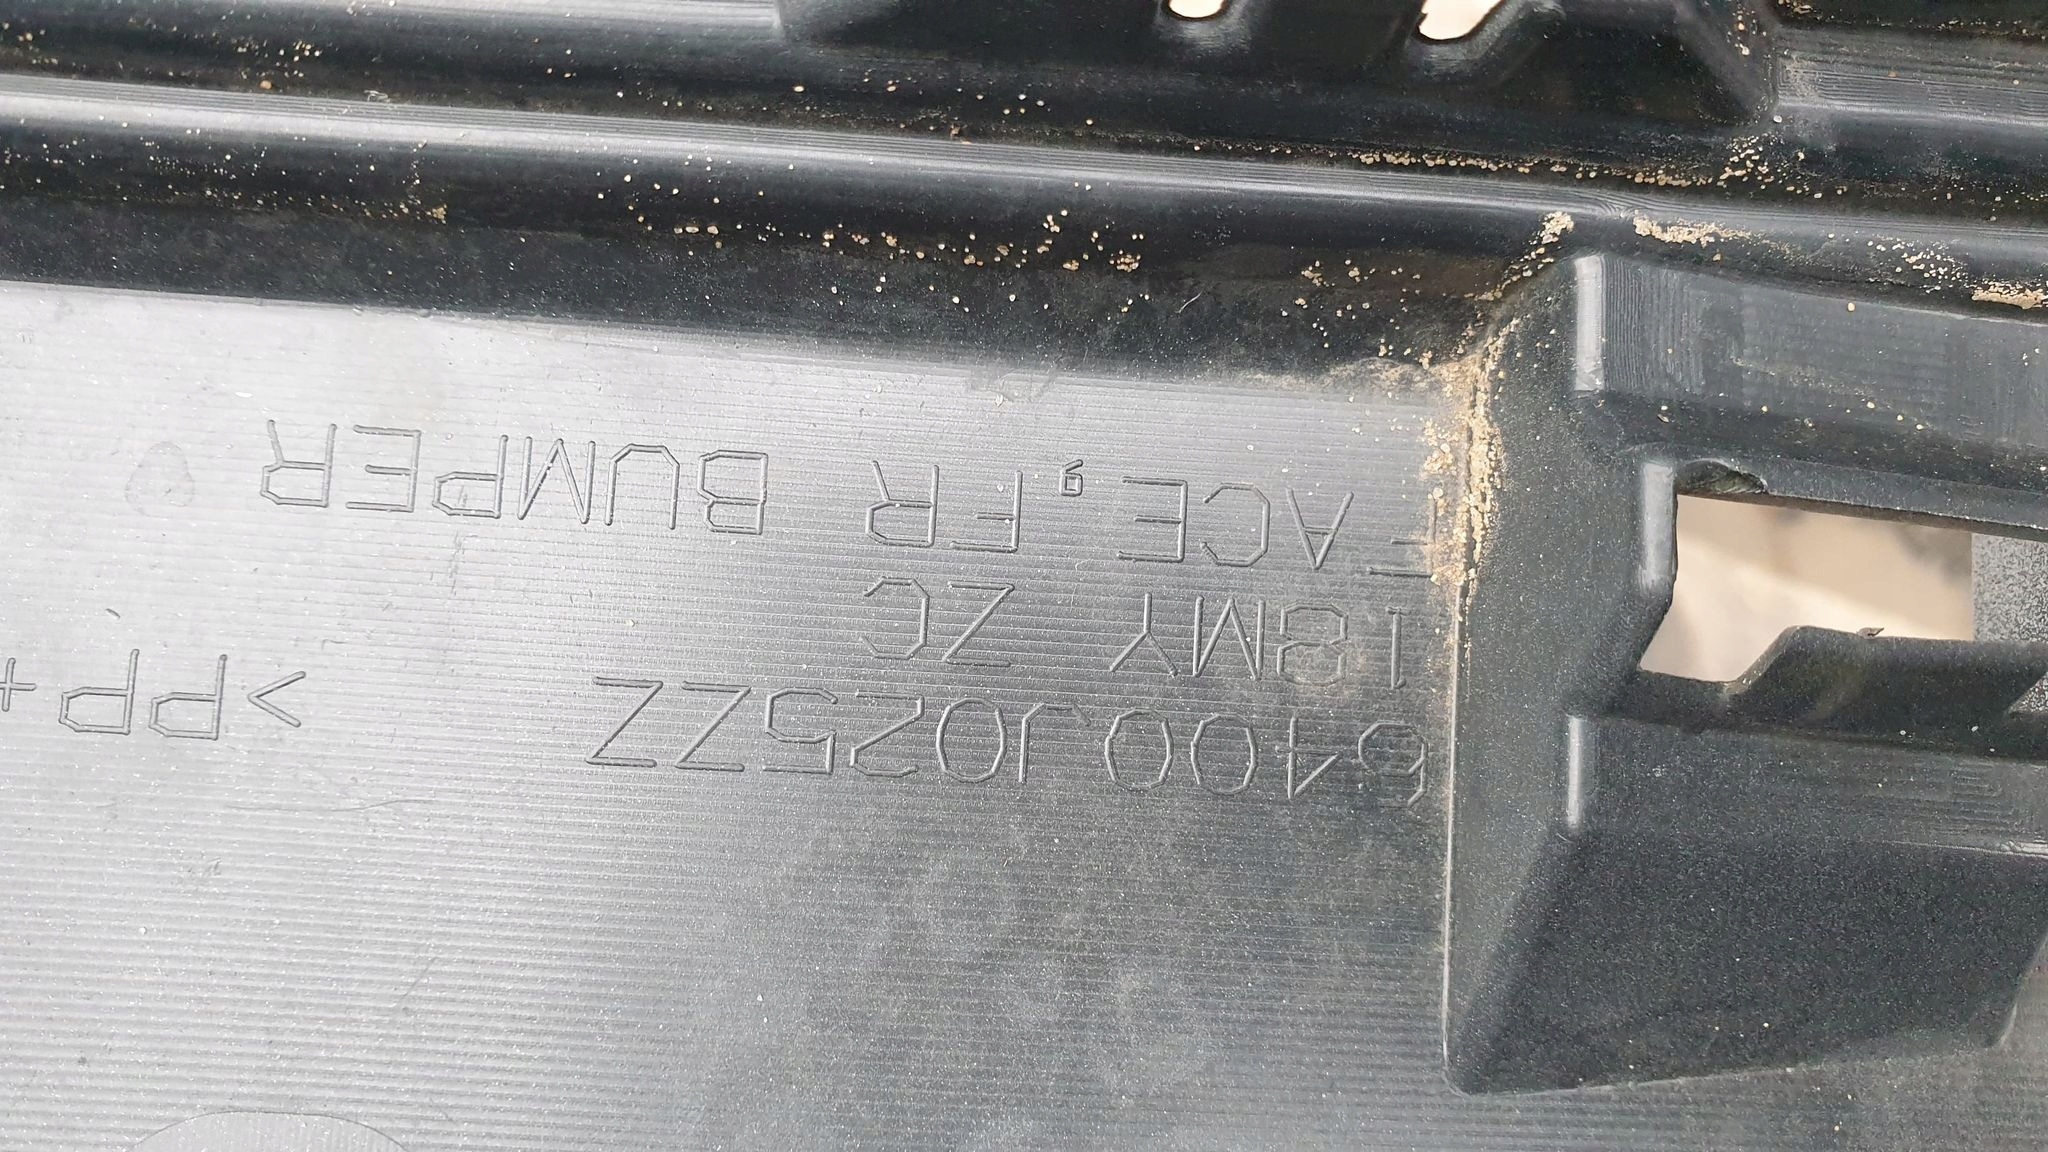 6400J025ZZ >PP+
18MY ZC
FACE,FR BUMPER